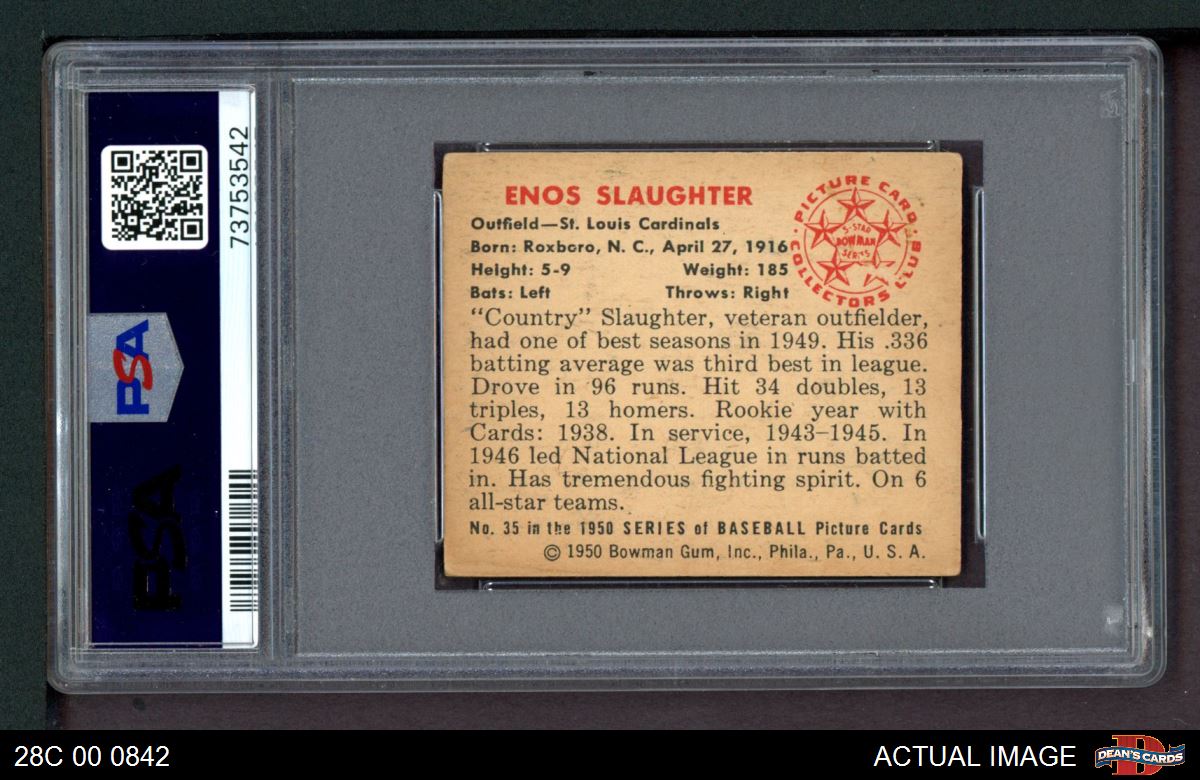 73753542
PSA
PSA
ENOS SLAUGHTER
Outfield—St. Louis Cardinals
Born: Roxboro, N. C., April 27, 1916
Height: 5-9 Weight: 185
Bats: Left Throws: Right
PICTURE CARD
COLLECTORS CLUB
5-STAR
BOWMAN
SERIES
"Country" Slaughter, veteran outfielder,
had one of best seasons in 1949. His .336
batting average was third best in league.
Drove in 96 runs. Hit 34 doubles, 13
triples, 13 homers. Rookie year with
Cards: 1938. In service, 1943-1945. In
1946 led National League in runs batted
in. Has tremendous fighting spirit. On 6
all-star teams.
No. 35 in the 1950 SERIES of BASEBALL Picture Cards
© 1950 Bowman Gum, Inc., Phila., Pa., U. S. A.
28C 00 0842
ACTUAL IMAGE
D
DEAN'S CARDS